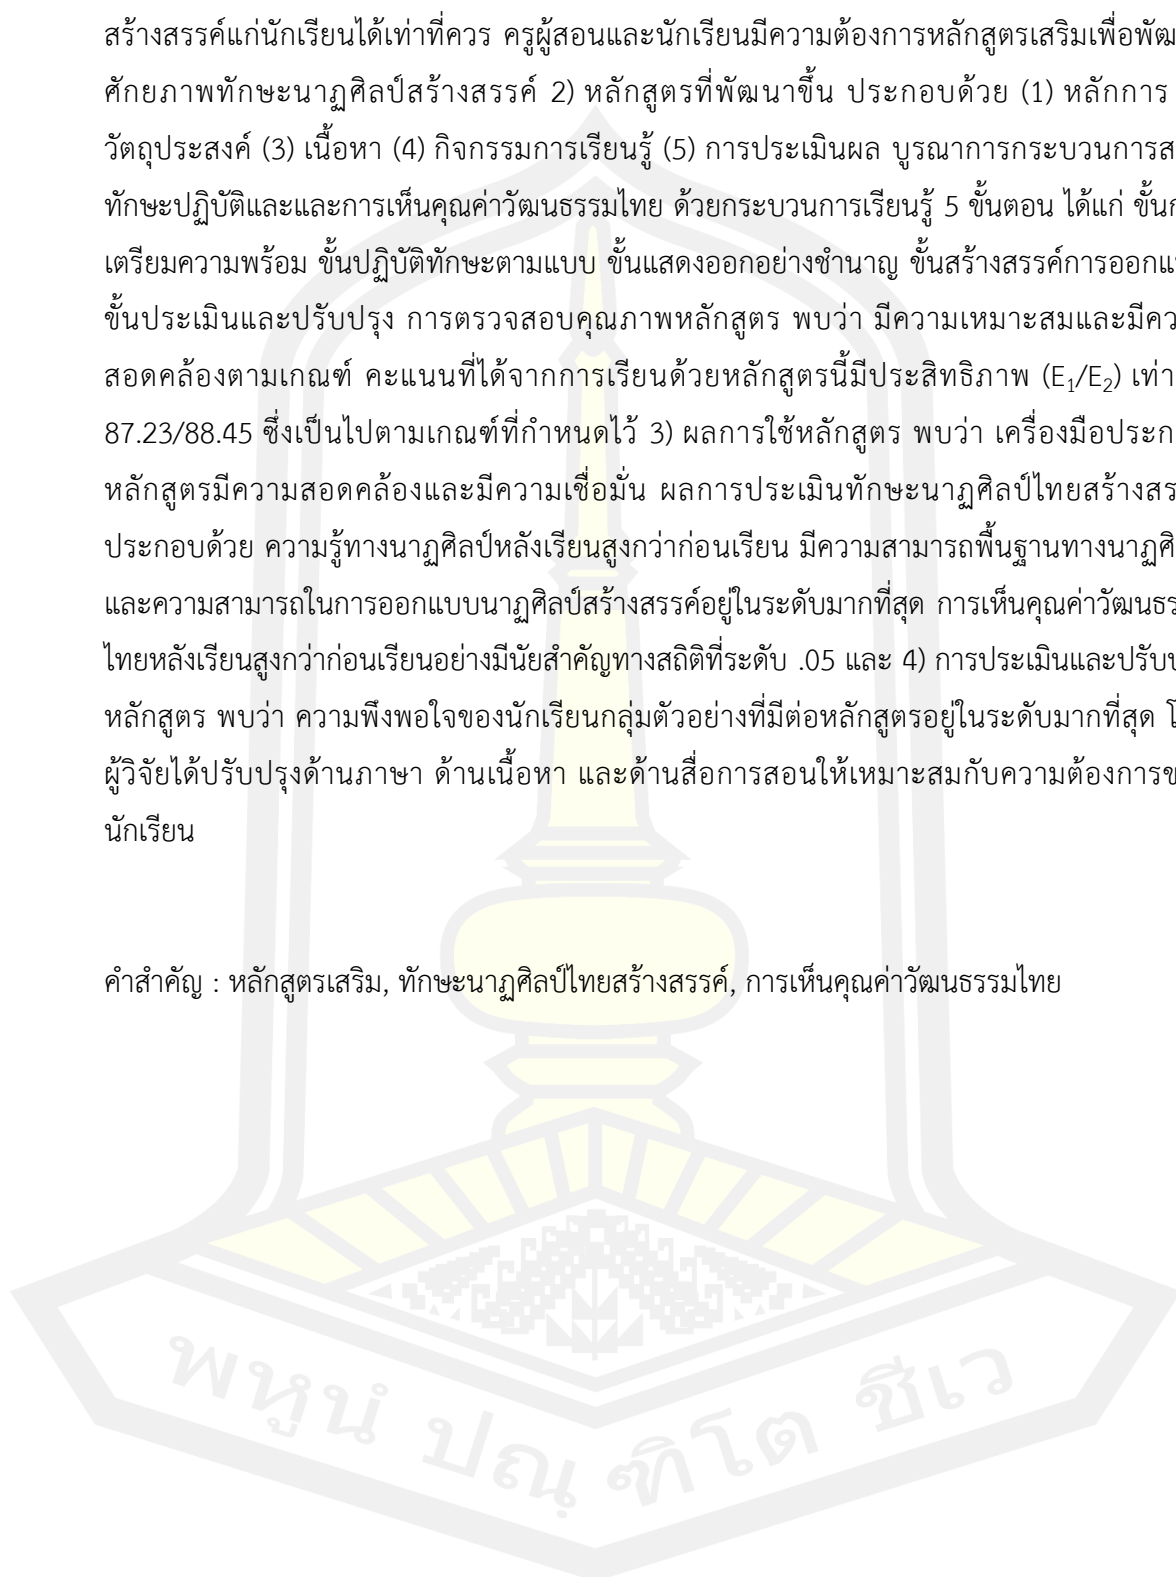 สร้างสรรค์แก่นักเรียนได้เท่าที่ควร ครูผู้สอนและนักเรียนมีความต้องการหลักสูตรเสริมเพื่อพัฒ
ศักยภาพทักษะนาฏศิลป์สร้างสรรค์ 2) หลักสูตรที่พัฒนาขึ้น ประกอบด้วย (1) หลักการ
วัตถุประสงค์ (3) เนื้อหา (4) กิจกรรมการเรียนรู้ (5) การประเมินผล บูรณาการกระบวนการส
ทักษะปฏิบัติและและการเห็นคุณค่าวัฒนธรรมไทย ด้วยกระบวนการเรียนรู้ 5 ขั้นตอน ได้แก่ ขั้น
เตรียมความพร้อม ขั้นปฏิบัติทักษะตามแบบ ขั้นแสดงออกอย่างชำนาญ ขั้นสร้างสรรค์การออกแ
ขั้นประเมินและปรับปรุง การตรวจสอบคุณภาพหลักสูตร พบว่า มีความเหมาะสมและมีคว
สอดคล้องตามเกณฑ์ คะแนนที่ได้จากการเรียนด้วยหลักสูตรนี้มีประสิทธิภาพ (E1/E2) เท่า
87.23/88.45 ซึ่งเป็นไปตามเกณฑ์ที่กำหนดไว้ 3) ผลการใช้หลักสูตร พบว่า เครื่องมือประก
หลักสูตรมีความสอดคล้องและมีความเชื่อมั่น ผลการประเมินทักษะนาฏศิลป์ไทยสร้างสร
ประกอบด้วย ความรู้ทางนาฏศิลป์หลังเรียนสูงกว่าก่อนเรียน มีความสามารถพื้นฐานทางนาฏศิ
และความสามารถในการออกแบบนาฏศิลป์สร้างสรรค์อยู่ในระดับมากที่สุด การเห็นคุณค่าวัฒนธร
ไทยหลังเรียนสูงกว่าก่อนเรียนอย่างมีนัยสำคัญทางสถิติที่ระดับ .05 และ 4) การประเมินและปรับ
หลักสูตร พบว่า ความพึงพอใจของนักเรียนกลุ่มตัวอย่างที่มีต่อหลักสูตรอยู่ในระดับมากที่สุด
ผู้วิจัยได้ปรับปรุงด้านภาษา ด้านเนื้อหา และด้านสื่อการสอนให้เหมาะสมกับความต้องการข
นักเรียน
คำสำคัญ : หลักสูตรเสริม, ทักษะนาฏศิลป์ไทยสร้างสรรค์, การเห็นคุณค่าวัฒนธรรมไทย
พหูนํ ปณฺฑิโต ชีเว